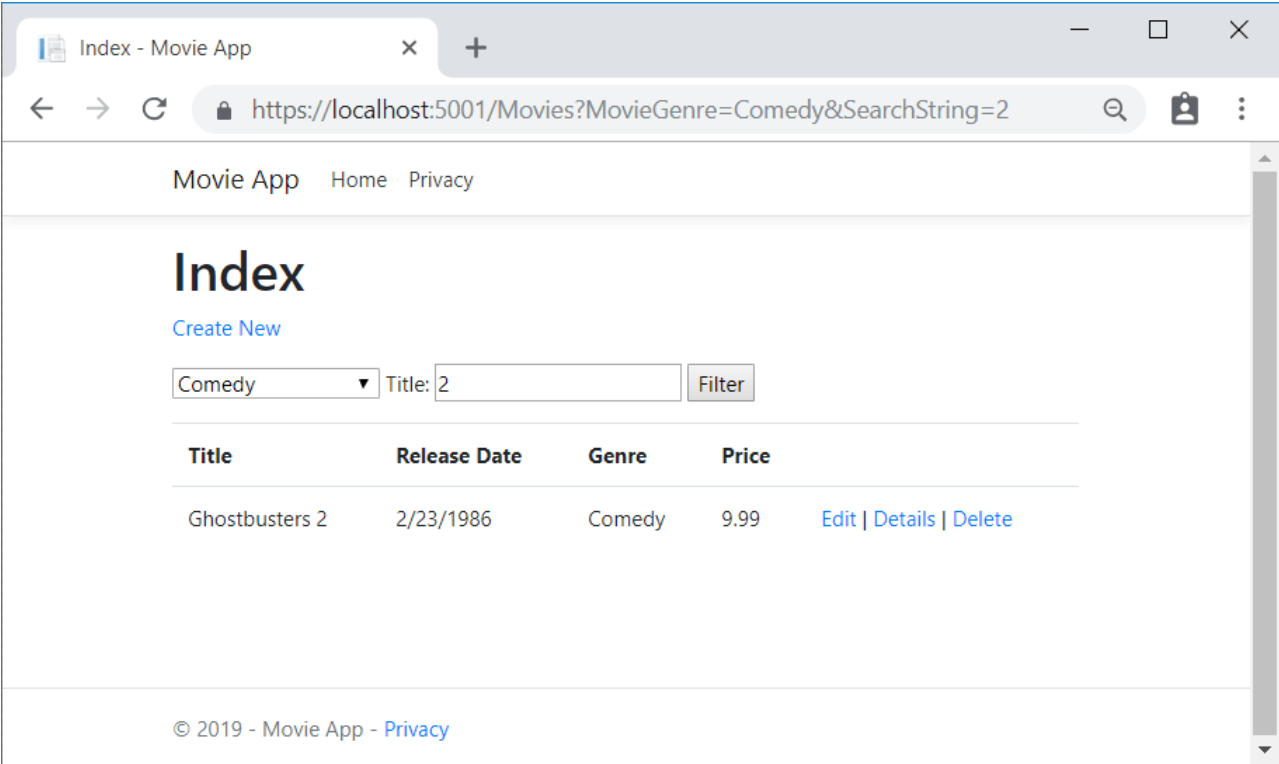 Index - Movie App
https://localhost:5001/Movies?MovieGenre=Comedy&SearchString=2
Movie App Home Privacy
Index
Create New
Comedy Title: 2 Filter
Title Release Date Genre Price
Ghostbusters 2 2/23/1986 Comedy 9.99 Edit | Details | Delete
© 2019 - Movie App - Privacy